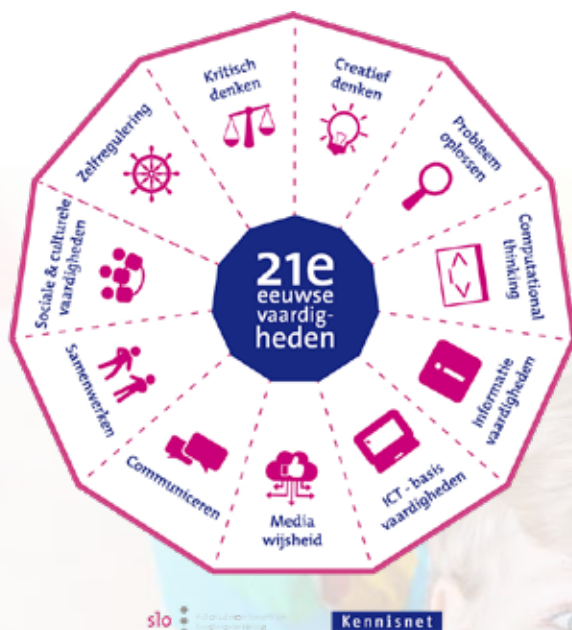 Kritisch
denken
Creatief
denken
Probleem
oplossen
Computational
thinking
Informatie
vaardigheden
ICT - basis
vaardigheden
Media
wijsheid
Communiceren
Samenwerken
Sociale & culturele
vaardigheden
Zelfregulering
21e
eeuwse
vaardig-
heden
slo
Kennisnet